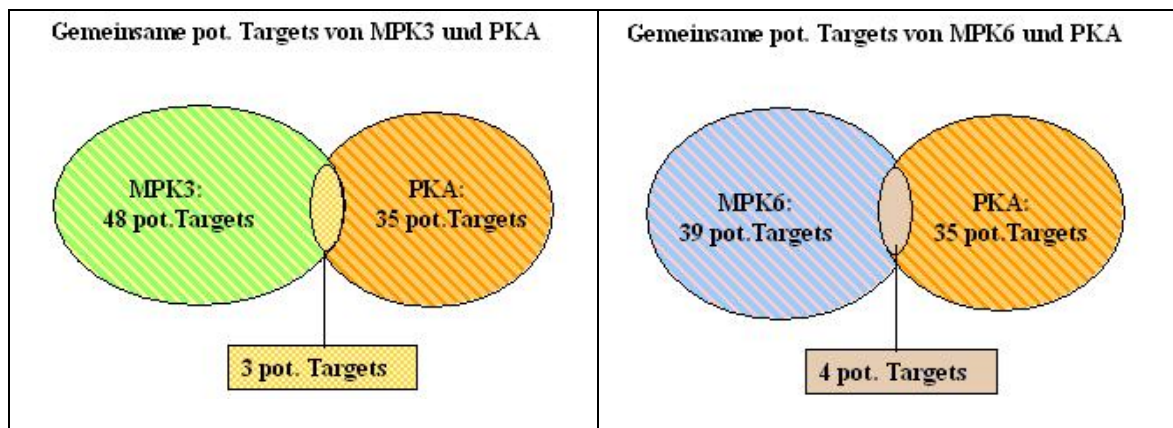 Gemeinsame pot. Targets von MPK3 und PKA
MPK3:
48 pot.Targets
PKA:
35 pot.Targets
3 pot. Targets
Gemeinsame pot. Targets von MPK6 und PKA
MPK6:
39 pot.Targets
PKA:
35 pot.Targets
4 pot. Targets